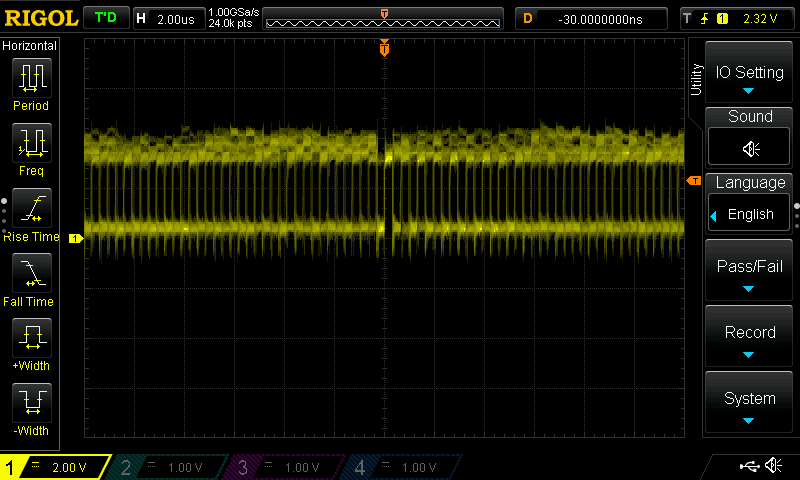 RIGOL T'D H 2.00us 1.00GSa/s
24.0k pts T D -30.0000000ns T 1 2.32 V
Horizontal
Period
Freq
Rise Time
Fall Time
+Width
-Width
T
T
1
Utility
IO Setting
Sound
Language
English
Pass/Fail
Record
System
1 2.00 V 2 1.00 V 3 1.00 V 4 1.00 V